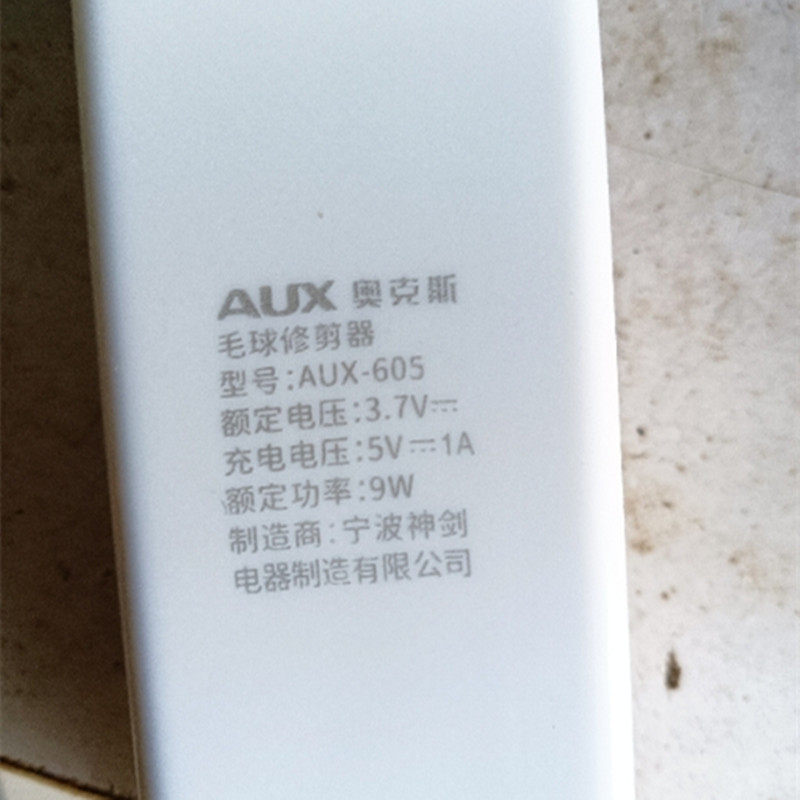 AUX 奥克斯
毛球修剪器
型号:AUX-605
额定电压:3.7V⎓
充电电压:5V⎓1A
额定功率:9W
制造商:宁波神剑
电器制造有限公司